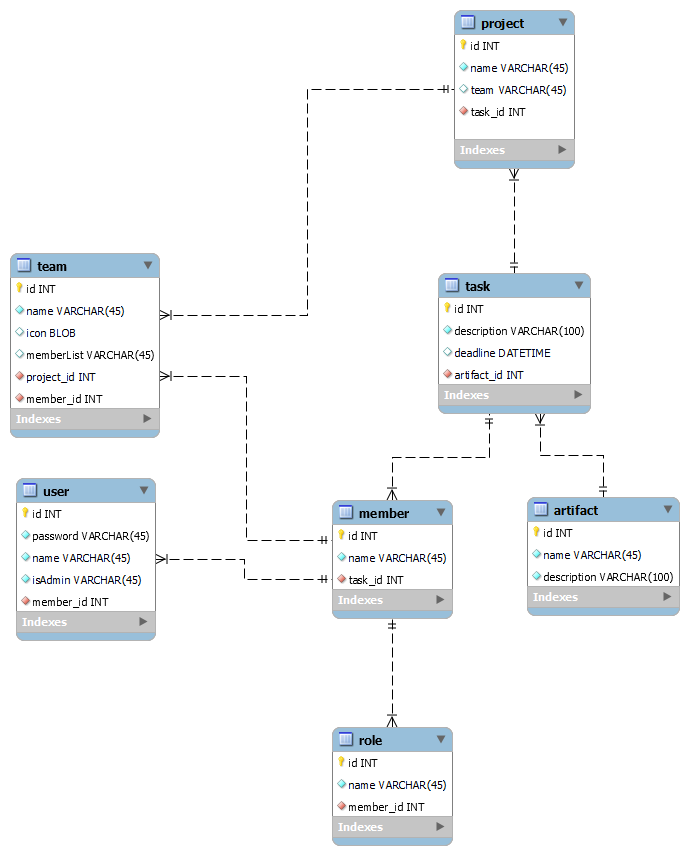 project
id INT
name VARCHAR(45)
team VARCHAR(45)
task_id INT
Indexes
team
id INT
name VARCHAR(45)
icon BLOB
memberList VARCHAR(45)
project_id INT
member_id INT
Indexes
task
id INT
description VARCHAR(100)
deadline DATETIME
artifact_id INT
Indexes
user
id INT
password VARCHAR(45)
name VARCHAR(45)
isAdmin VARCHAR(45)
member_id INT
Indexes
member
id INT
name VARCHAR(45)
task_id INT
Indexes
artifact
id INT
name VARCHAR(45)
description VARCHAR(100)
Indexes
role
id INT
name VARCHAR(45)
member_id INT
Indexes